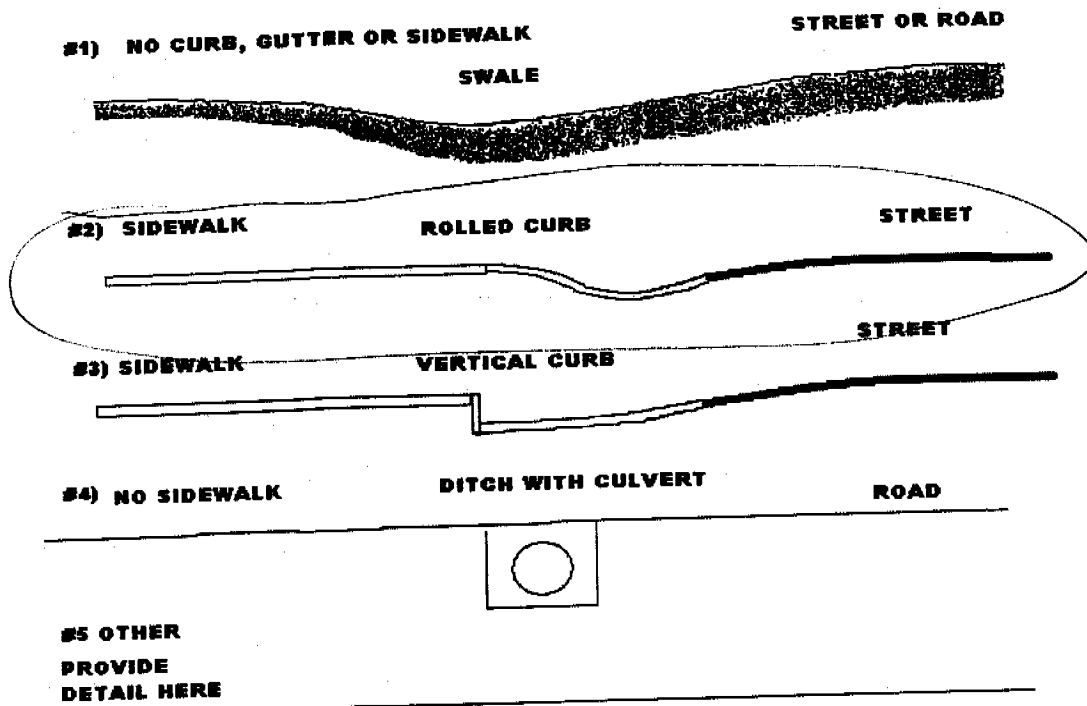 #1) NO CURB, GUTTER OR SIDEWALK STREET OR ROAD
SWALE
#2) SIDEWALK ROLLED CURB STREET
#3) SIDEWALK VERTICAL CURB STREET
#4) NO SIDEWALK DITCH WITH CULVERT ROAD
#5 OTHER
PROVIDE
DETAIL HERE